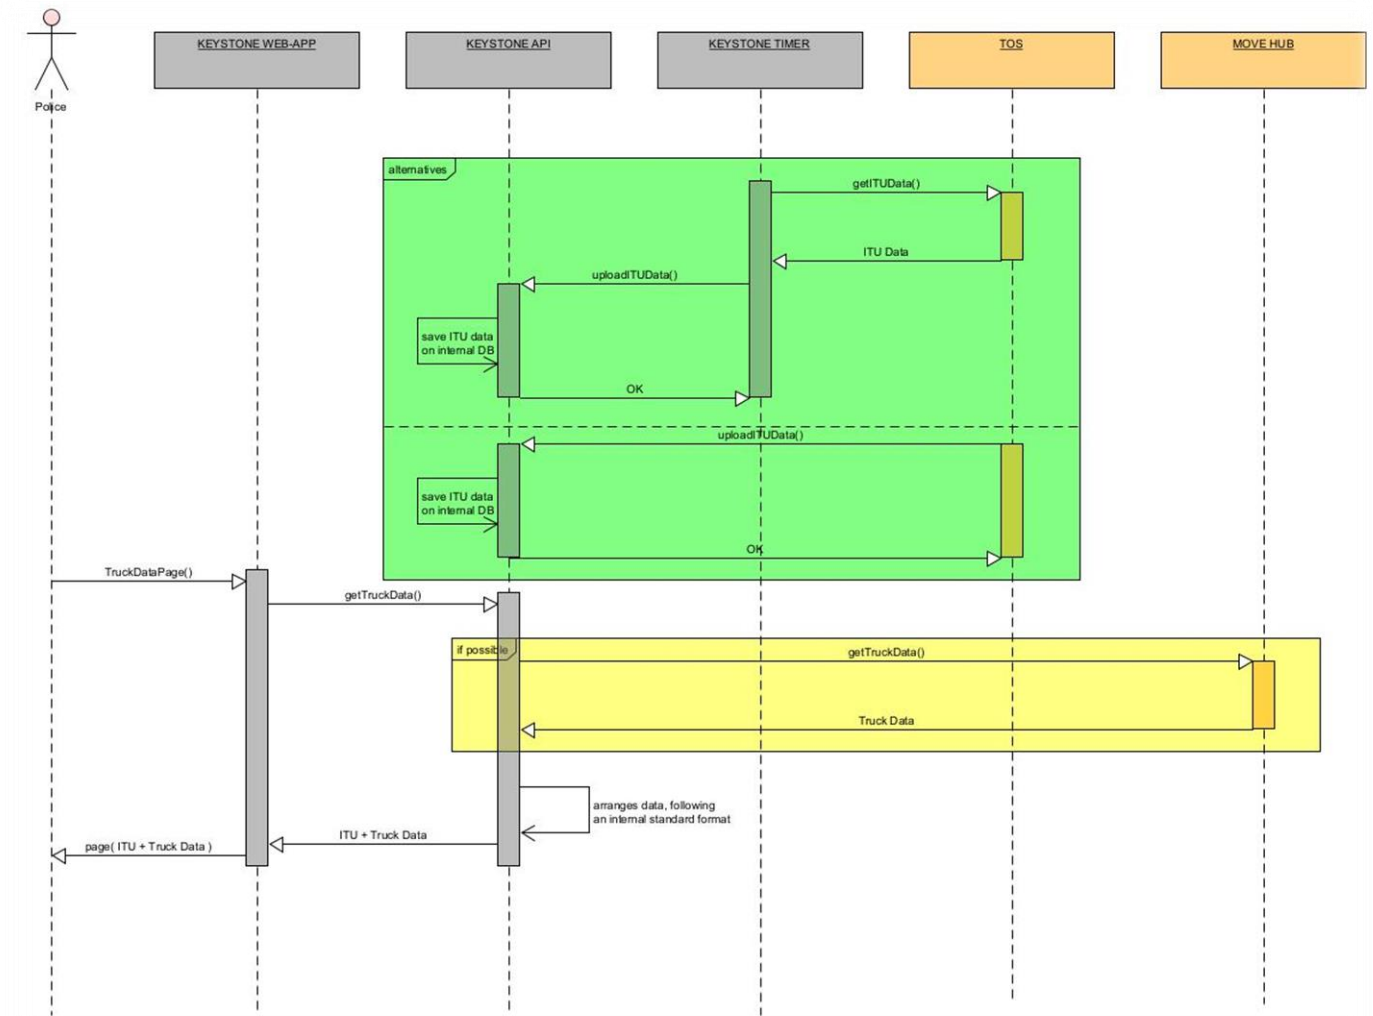 Police
KEYSTONE WEB-APP
KEYSTONE API
KEYSTONE TIMER
TOS
MOVE HUB
alternatives
getITUData()
ITU Data
uploadITUData()
save ITU data
on internal DB
OK
uploadITUData()
save ITU data
on internal DB
OK
TruckDataPage()
getTruckData()
if possible
getTruckData()
Truck Data
arranges data, following
an internal standard format
ITU + Truck Data
page( ITU + Truck Data )